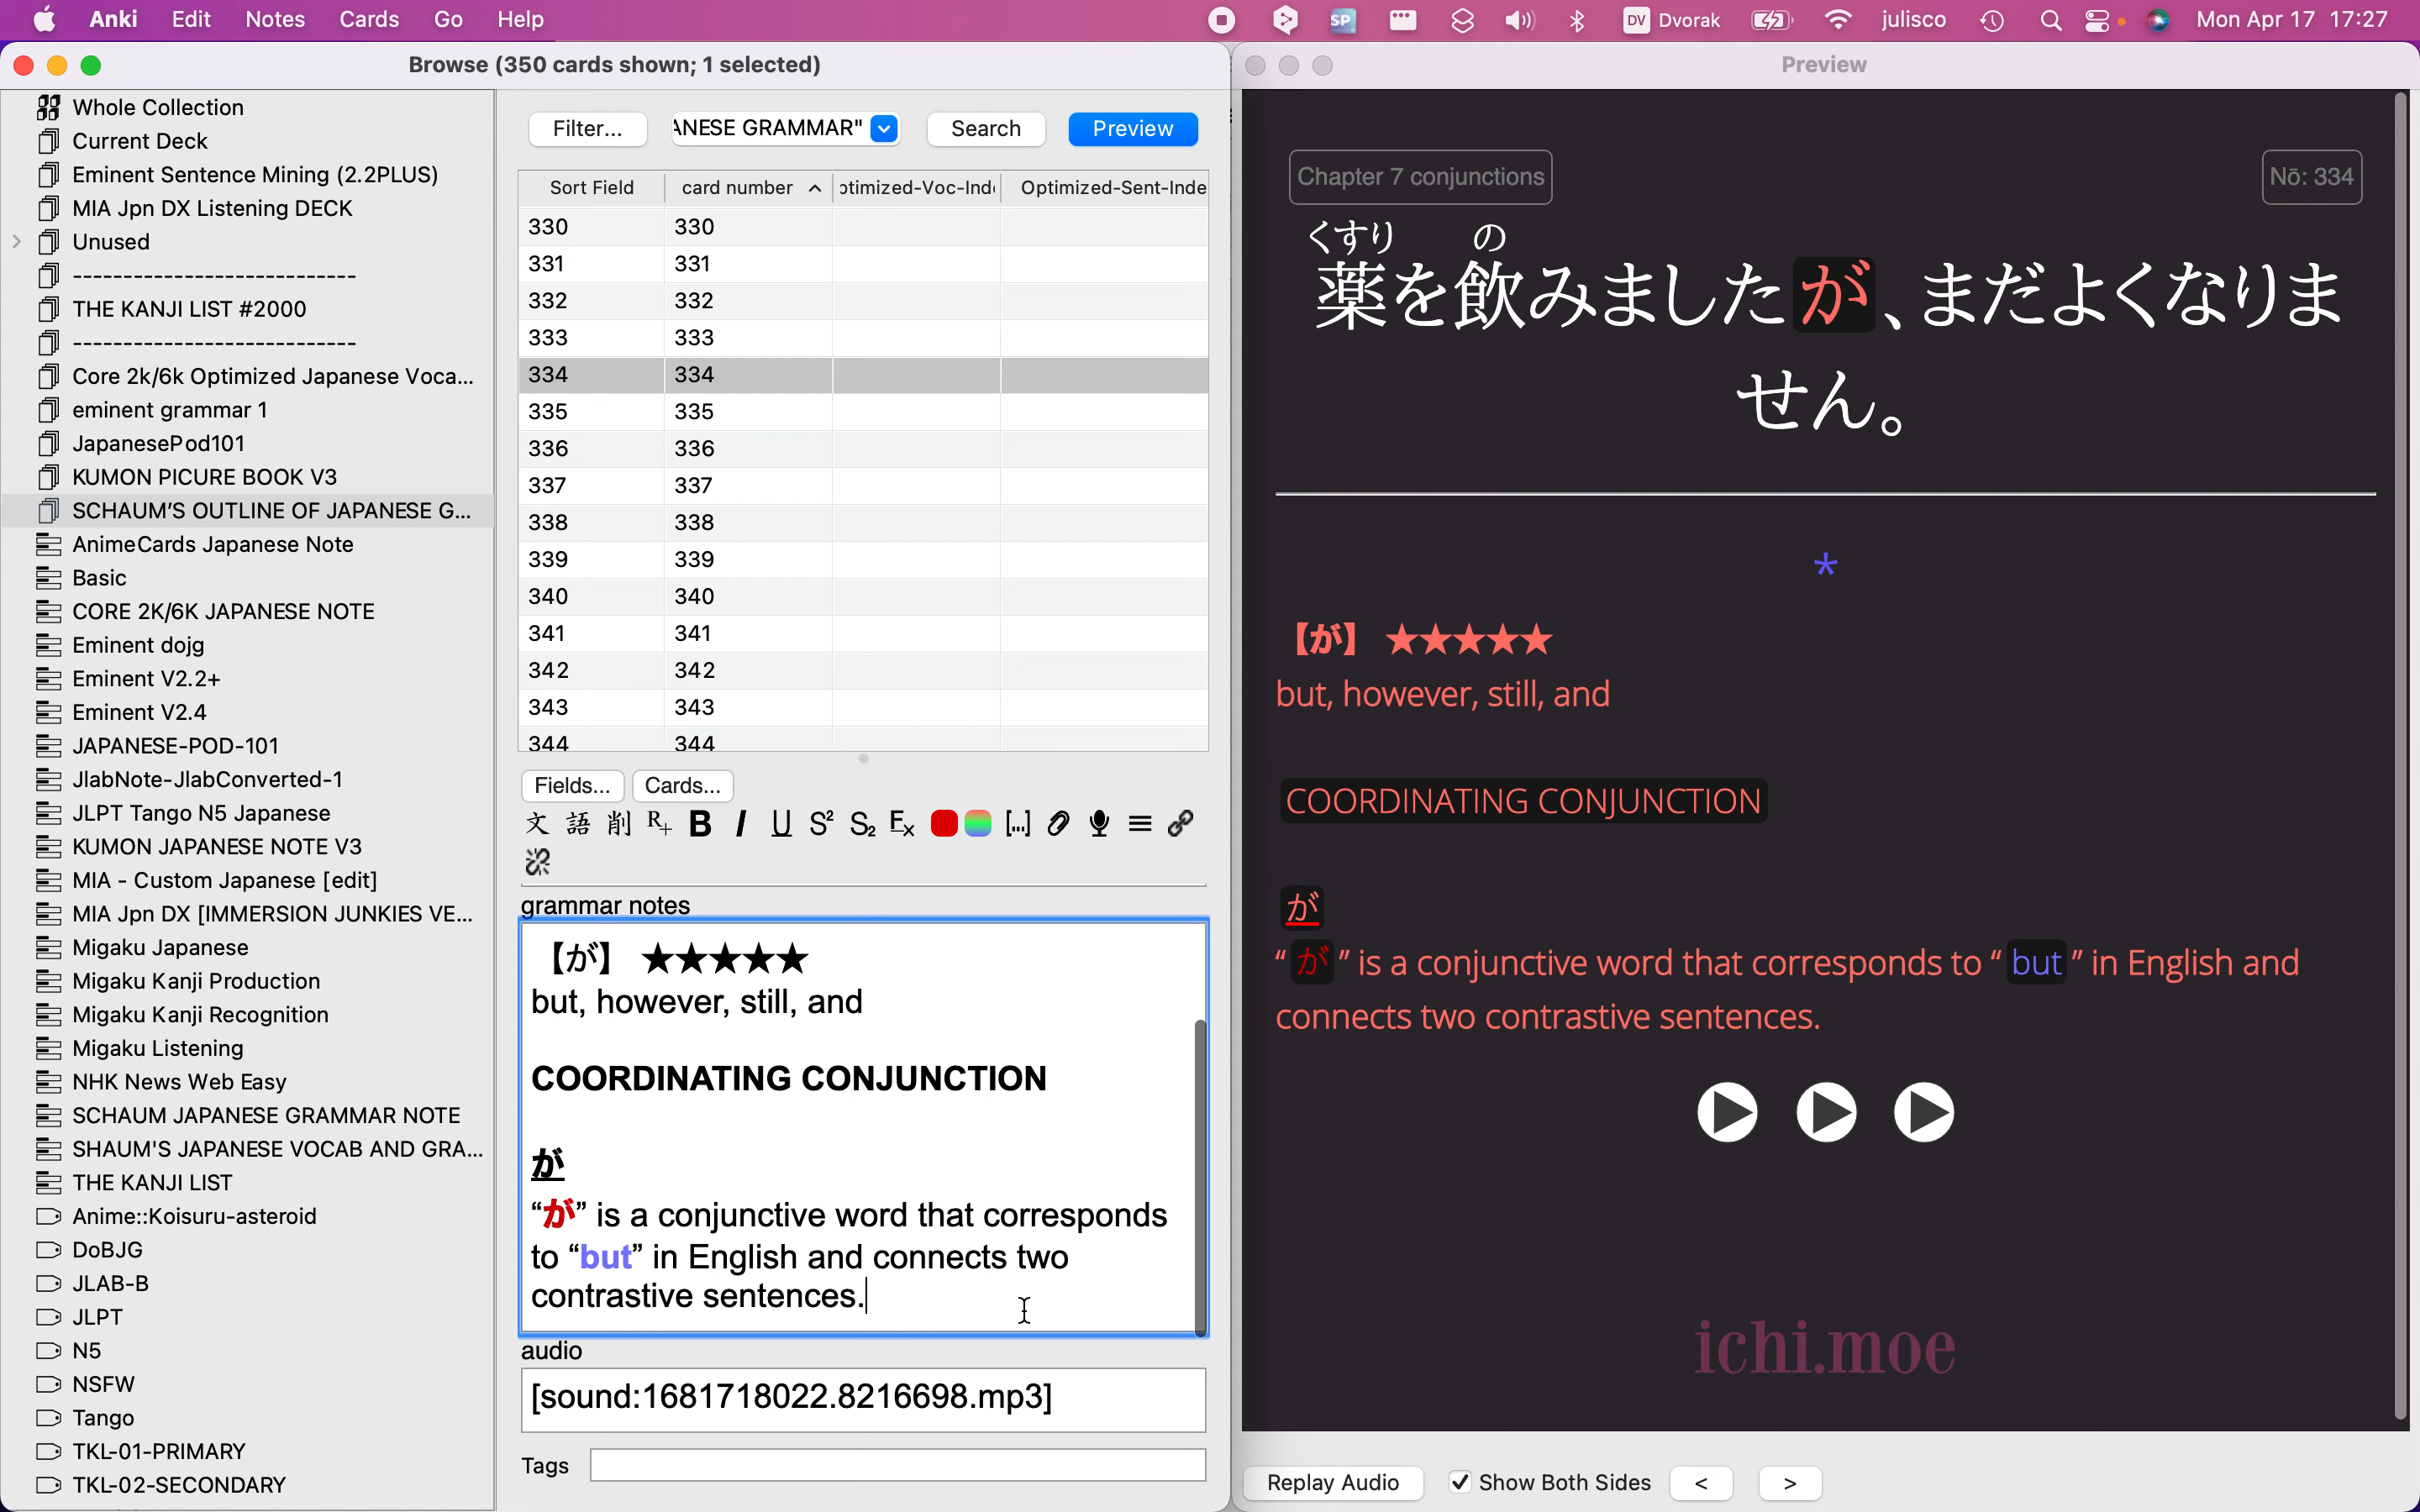 Anki Edit Notes Cards Go Help
SP DV Dvorak julisco Mon Apr 17 17:27
Browse (350 cards shown; 1 selected)
Whole Collection
Current Deck
Eminent Sentence Mining (2.2PLUS)
MIA Jpn DX Listening DECK
Unused
----------------------------
THE KANJI LIST #2000
----------------------------
Core 2k/6k Optimized Japanese Voca...
eminent grammar 1
JapanesePod101
KUMON PICURE BOOK V3
SCHAUM'S OUTLINE OF JAPANESE G...
AnimeCards Japanese Note
Basic
CORE 2K/6K JAPANESE NOTE
Eminent dojg
Eminent V2.2+
Eminent V2.4
JAPANESE-POD-101
JlabNote-JlabConverted-1
JLPT Tango N5 Japanese
KUMON JAPANESE NOTE V3
MIA - Custom Japanese [edit]
MIA Jpn DX [IMMERSION JUNKIES VE...
Migaku Japanese
Migaku Kanji Production
Migaku Kanji Recognition
Migaku Listening
NHK News Web Easy
SCHAUM JAPANESE GRAMMAR NOTE
SHAUM'S JAPANESE VOCAB AND GRA...
THE KANJI LIST
Anime::Koisuru-asteroid
DoBJG
JLAB-B
JLPT
N5
NSFW
Tango
TKL-01-PRIMARY
TKL-02-SECONDARY
Filter... ANESE GRAMMAR" Search Preview
Sort Field card number otimized-Voc-Ind Optimized-Sent-Inde
330 330
331 331
332 332
333 333
334 334
335 335
336 336
337 337
338 338
339 339
340 340
341 341
342 342
343 343
344 344
Fields... Cards...
文 語 削 R+ B I U S² S₂ Ex [...]
grammar notes
【が】 ★★★★★
but, however, still, and
COORDINATING CONJUNCTION
が
“が” is a conjunctive word that corresponds
to “but” in English and connects two
contrastive sentences.
audio
[sound:1681718022.8216698.mp3]
Tags
Preview
Chapter 7 conjunctions Nō: 334
くすり の
薬を飲みましたが、まだよくなりま
せん。
*
【が】 ★★★★★
but, however, still, and
COORDINATING CONJUNCTION
が
“が” is a conjunctive word that corresponds to “but” in English and
connects two contrastive sentences.
ichi.moe
Replay Audio Show Both Sides < >